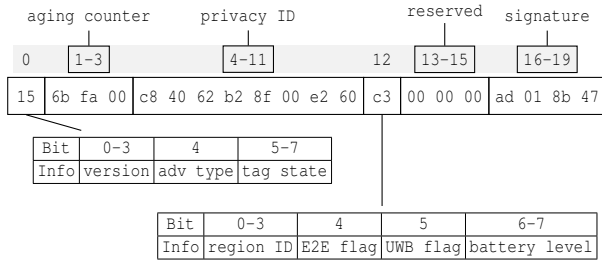 aging counter privacy ID reserved signature
0 1-3 4-11 12 13-15 16-19
15 6b fa 00 c8 40 62 b2 8f 00 e2 60 c3 00 00 00 ad 01 8b 47
Bit 0-3 4 5-7
Info version adv type tag state
Bit 0-3 4 5 6-7
Info region ID E2E flag UWB flag battery level